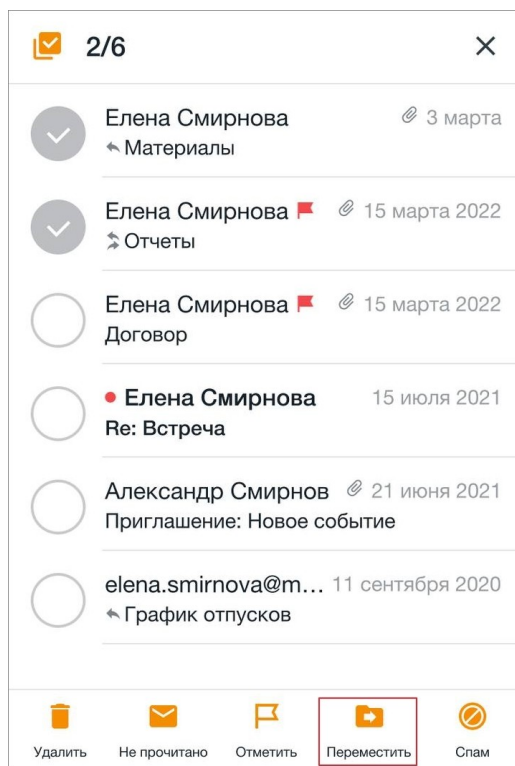 2/6
Елена Смирнова 3 марта
Материалы
Елена Смирнова 15 марта 2022
Отчеты
Елена Смирнова 15 марта 2022
Договор
Елена Смирнова 15 июля 2021
Re: Встреча
Александр Смирнов 21 июня 2021
Приглашение: Новое событие
elena.smirnova@m... 11 сентября 2020
График отпусков
Удалить Не прочитано Отметить Переместить Спам